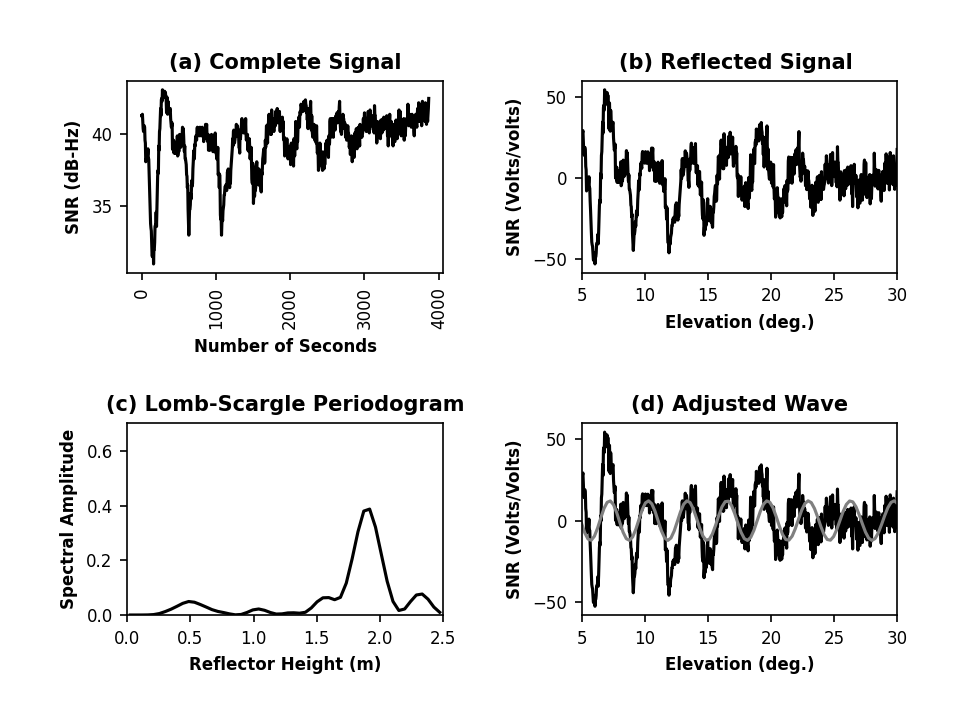 (a) Complete Signal
SNR (dB-Hz)
40
35
0
1000
2000
3000
4000
Number of Seconds
(b) Reflected Signal
SNR (Volts/volts)
50
0
−50
5 10 15 20 25 30
Elevation (deg.)
(c) Lomb-Scargle Periodogram
Spectral Amplitude
0.6
0.4
0.2
0.0
0.0 0.5 1.0 1.5 2.0 2.5
Reflector Height (m)
(d) Adjusted Wave
SNR (Volts/Volts)
50
0
−50
5 10 15 20 25 30
Elevation (deg.)